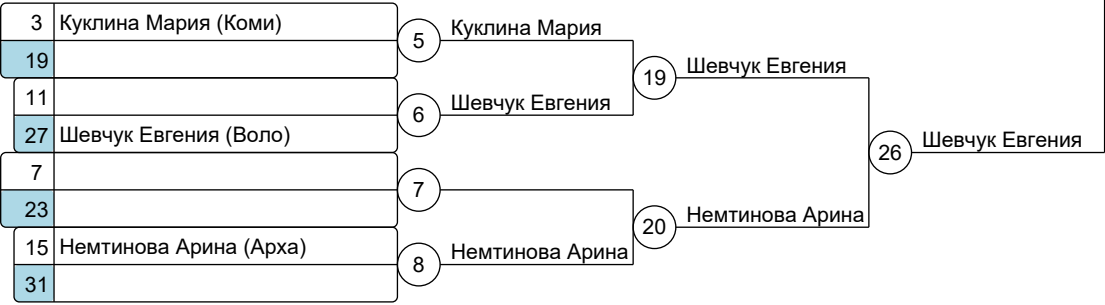 3 Куклина Мария (Коми)
19
5 Куклина Мария
11
27 Шевчук Евгения (Воло)
6 Шевчук Евгения
19 Шевчук Евгения
7
23
7
15 Немтинова Арина (Арха)
31
8 Немтинова Арина
20 Немтинова Арина
26 Шевчук Евгения